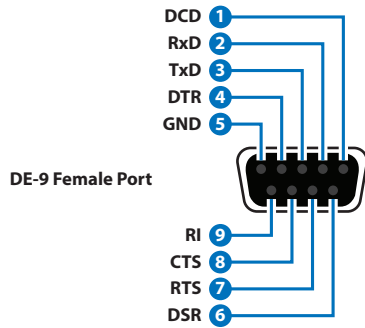 DCD 1
RxD 2
TxD 3
DTR 4
GND 5
DE-9 Female Port
RI 9
CTS 8
RTS 7
DSR 6